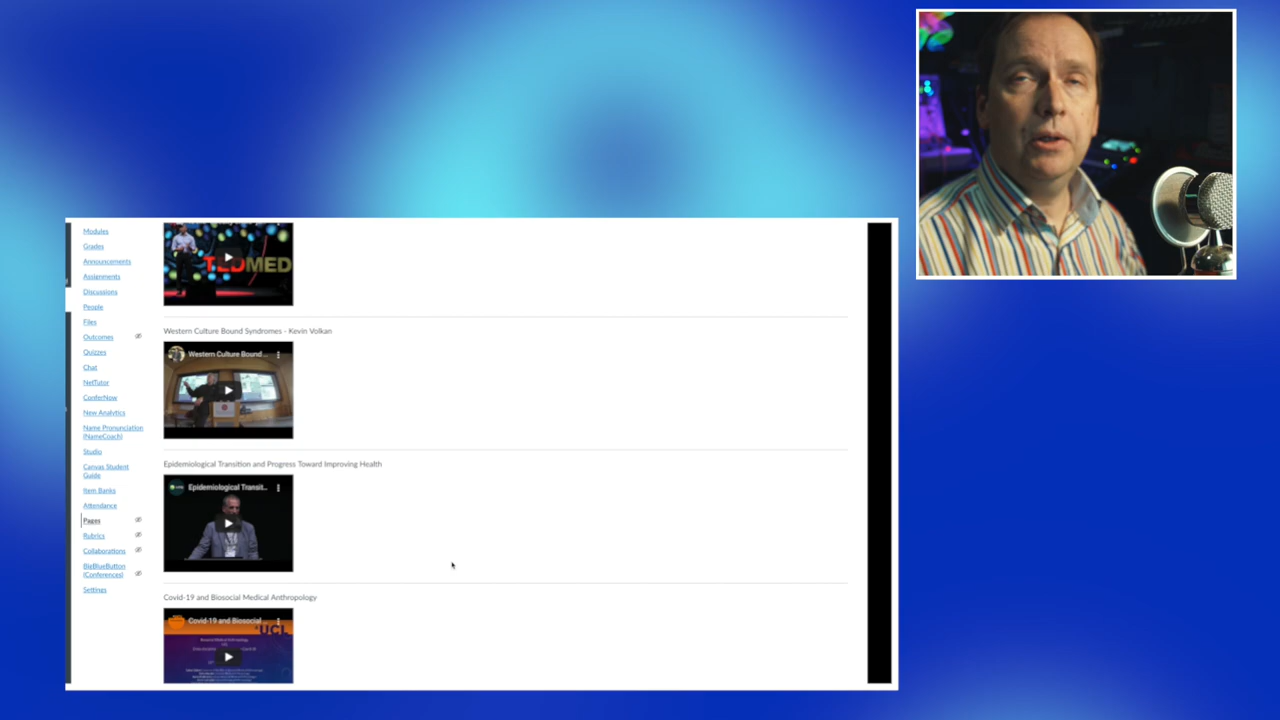 Modules
Grades
Announcements
Assignments
Discussions
People
Files
Outcomes
Quizzes
Chat
NetTutor
ConferNow
New Analytics
Name Pronunciation
(NameCoach)
Studio
Canvas Student
Guide
Item Banks
Attendance
Pages
Rubrics
Collaborations
BigBlueButton
(Conferences)
Settings
TEDMED
Western Culture Bound Syndromes - Kevin Volkan
Western Culture Bound ...
Epidemiological Transition and Progress Toward Improving Health
Epidemiological Transit...
Covid-19 and Biosocial Medical Anthropology
Covid-19 and Biosocial ...
UCL